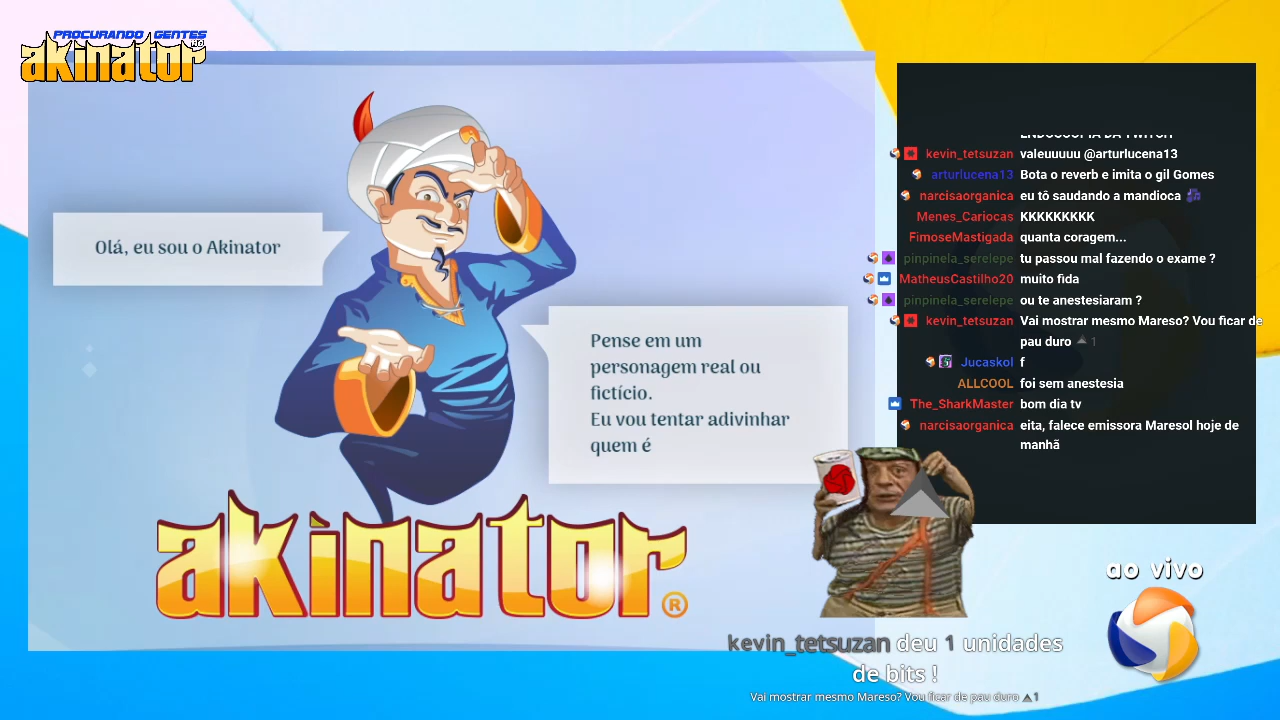 PROCURANDO GENTES
NO
akinator
Olá, eu sou o Akinator
Pense em um
personagem real ou
fictício.
Eu vou tentar adivinhar
quem é
akinator®
ENDOSCOPIA DA TWITCH
kevin_tetsuzan valeuuuuu @arturlucena13
arturlucena13 Bota o reverb e imita o gil Gomes
narcisaorganica eu tô saudando a mandioca
Menes_Cariocas KKKKKKKKK
FimoseMastigada quanta coragem...
pinpinela_serelepe tu passou mal fazendo o exame ?
MatheusCastilho20 muito fida
pinpinela_serelepe ou te anestesiaram ?
kevin_tetsuzan Vai mostrar mesmo Mareso? Vou ficar de
pau duro 1
Jucaskol f
ALLCOOL foi sem anestesia
The_SharkMaster bom dia tv
narcisaorganica eita, falece emissora Maresol hoje de
manhã
ao vivo
kevin_tetsuzan deu 1 unidades
de bits !
Vai mostrar mesmo Mareso? Vou ficar de pau duro 1